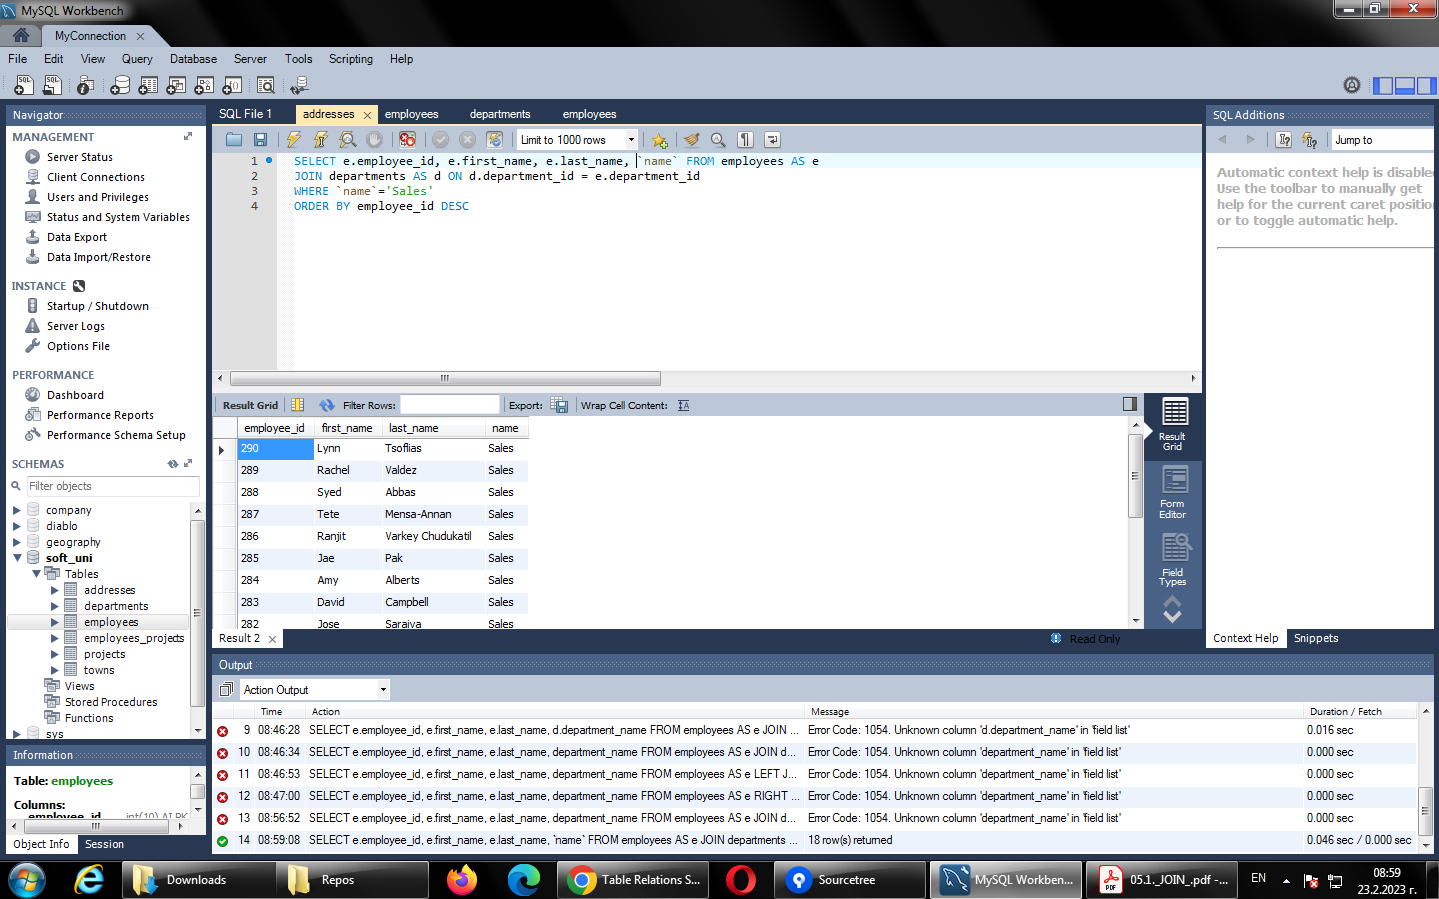 MySQL Workbench
MyConnection
File Edit View Query Database Server Tools Scripting Help
Navigator
MANAGEMENT
Server Status
Client Connections
Users and Privileges
Status and System Variables
Data Export
Data Import/Restore
INSTANCE
Startup / Shutdown
Server Logs
Options File
PERFORMANCE
Dashboard
Performance Reports
Performance Schema Setup
SCHEMAS
Filter objects
company
diablo
geography
soft_uni
Tables
addresses
departments
employees
employees_projects
projects
towns
Views
Stored Procedures
Functions
sys
Information
Table: employees
Columns:
employee_id int(10) AI PK
Object Info Session
SQL File 1 addresses employees departments employees
Limit to 1000 rows
1 SELECT e.employee_id, e.first_name, e.last_name, `name` FROM employees AS e
2 JOIN departments AS d ON d.department_id = e.department_id
3 WHERE `name`='Sales'
4 ORDER BY employee_id DESC
Result Grid Filter Rows: Export: Wrap Cell Content:
employee_id first_name last_name name
290 Lynn Tsoflias Sales
289 Rachel Valdez Sales
288 Syed Abbas Sales
287 Tete Mensa-Annan Sales
286 Ranjit Varkey Chudukatil Sales
285 Jae Pak Sales
284 Amy Alberts Sales
283 David Campbell Sales
282 Jose Saraiva Sales
Result Grid
Form Editor
Field Types
Result 2 Read Only
SQL Additions
Jump to
Automatic context help is disabled
Use the toolbar to manually get
help for the current caret position
or to toggle automatic help.
Context Help Snippets
Output
Action Output
Time Action Message Duration / Fetch
9 08:46:28 SELECT e.employee_id, e.first_name, e.last_name, d.department_name FROM employees AS e JOIN ... Error Code: 1054. Unknown column 'd.department_name' in 'field list' 0.016 sec
10 08:46:34 SELECT e.employee_id, e.first_name, e.last_name, department_name FROM employees AS e JOIN d... Error Code: 1054. Unknown column 'department_name' in 'field list' 0.000 sec
11 08:46:53 SELECT e.employee_id, e.first_name, e.last_name, department_name FROM employees AS e LEFT J... Error Code: 1054. Unknown column 'department_name' in 'field list' 0.000 sec
12 08:47:00 SELECT e.employee_id, e.first_name, e.last_name, department_name FROM employees AS e RIGHT ... Error Code: 1054. Unknown column 'department_name' in 'field list' 0.000 sec
13 08:56:52 SELECT e.employee_id, e.first_name, e.last_name, department_name FROM employees AS e JOIN d... Error Code: 1054. Unknown column 'department_name' in 'field list' 0.000 sec
14 08:59:08 SELECT e.employee_id, e.first_name, e.last_name, `name` FROM employees AS e JOIN departments ... 18 row(s) returned 0.046 sec / 0.000 sec
Downloads Repos Table Relations S... Sourcetree MySQL Workben... 05.1._JOIN_.pdf -... EN 08:59
23.2.2023 г.